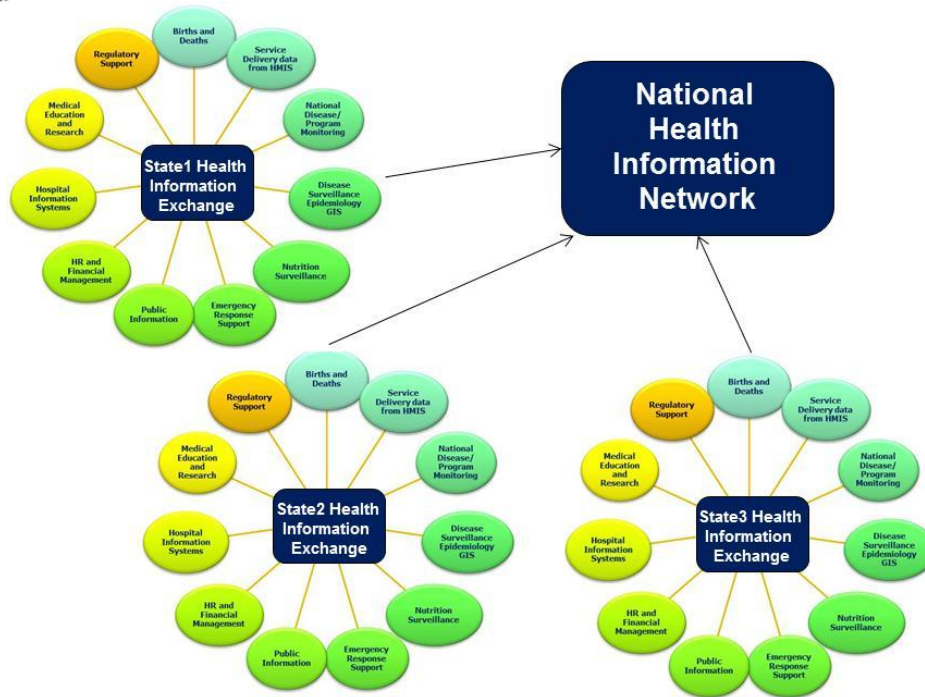 Births and
Deaths
Service
Delivery data
from HMIS
National
Disease/
Program
Monitoring
Disease
Surveillance
Epidemiology
GIS
Nutrition
Surveillance
Emergency
Response
Support
Public
Information
HR and
Financial
Management
Hospital
Information
Systems
Medical
Education
and
Research
Regulatory
Support
State1 Health
Information
Exchange
National
Health
Information
Network
Births and
Deaths
Service
Delivery data
from HMIS
National
Disease/
Program
Monitoring
Disease
Surveillance
Epidemiology
GIS
Nutrition
Surveillance
Emergency
Response
Support
Public
Information
HR and
Financial
Management
Hospital
Information
Systems
Medical
Education
and
Research
Regulatory
Support
State2 Health
Information
Exchange
Births and
Deaths
Service
Delivery data
from HMIS
National
Disease/
Program
Monitoring
Disease
Surveillance
Epidemiology
GIS
Nutrition
Surveillance
Emergency
Response
Support
Public
Information
HR and
Financial
Management
Hospital
Information
Systems
Medical
Education
and
Research
Regulatory
Support
State3 Health
Information
Exchange